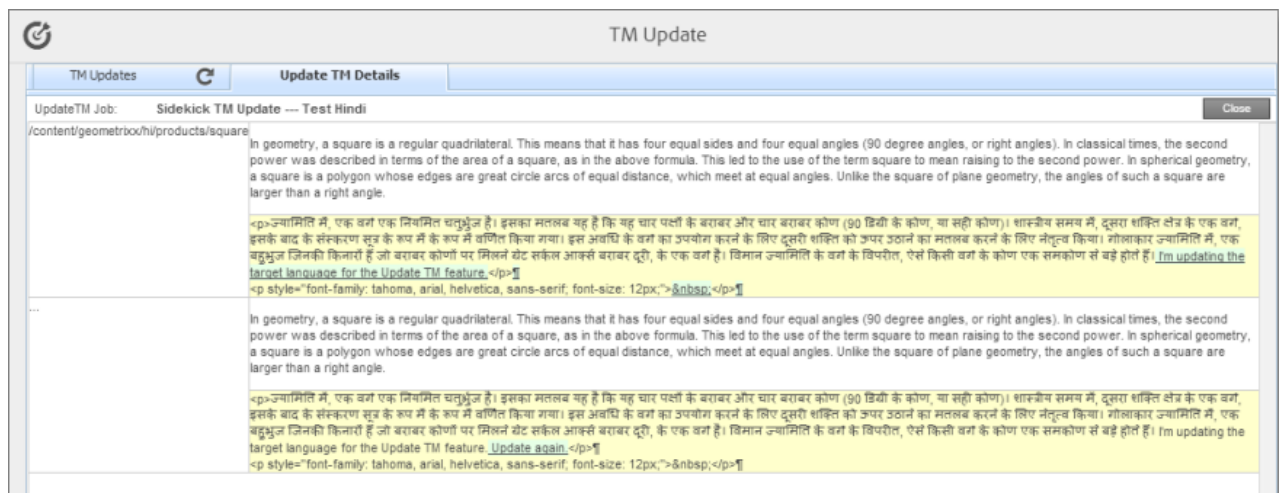 TM Update
TM Updates
Update TM Details
UpdateTM Job: Sidekick TM Update --- Test Hindi
Close
/content/geometrixx/hi/products/square
In geometry, a square is a regular quadrilateral. This means that it has four equal sides and four equal angles (90 degree angles, or right angles). In classical times, the second
power was described in terms of the area of a square, as in the above formula. This led to the use of the term square to mean raising to the second power. In spherical geometry,
a square is a polygon whose edges are great circle arcs of equal distance, which meet at equal angles. Unlike the square of plane geometry, the angles of such a square are
larger than a right angle.
<p>ज्यामिति में, एक वर्ग एक नियमित चतुर्भुज है। इसका मतलब यह है कि यह चार पक्षों के बराबर और चार बराबर कोण (90 डिग्री के कोण, या सही कोण)। शास्त्रीय समय में, दूसरा शक्ति क्षेत्र के एक वर्ग,
इसके बाद के संस्करण सूत्र के रूप में के रूप में वर्णित किया गया। इस अवधि के वर्ग का उपयोग करने के लिए दूसरी शक्ति को ऊपर उठाने का मतलब करने के लिए नेतृत्व किया। गोलाकार ज्यामिति में, एक
बहुभुज जिनकी किनारों हैं जो बराबर कोणों पर मिलने ग्रेट सर्कल आर्क्स बराबर दूरी, के एक वर्ग है। विमान ज्यामिति के वर्ग के विपरीत, ऐसे किसी वर्ग के कोण एक समकोण से बड़े होते हैं। I'm updating the
target language for the Update TM feature.</p>¶
<p style="font-family: tahoma, arial, helvetica, sans-serif; font-size: 12px;">&nbsp;</p>¶
...
In geometry, a square is a regular quadrilateral. This means that it has four equal sides and four equal angles (90 degree angles, or right angles). In classical times, the second
power was described in terms of the area of a square, as in the above formula. This led to the use of the term square to mean raising to the second power. In spherical geometry,
a square is a polygon whose edges are great circle arcs of equal distance, which meet at equal angles. Unlike the square of plane geometry, the angles of such a square are
larger than a right angle.
<p>ज्यामिति में, एक वर्ग एक नियमित चतुर्भुज है। इसका मतलब यह है कि यह चार पक्षों के बराबर और चार बराबर कोण (90 डिग्री के कोण, या सही कोण)। शास्त्रीय समय में, दूसरा शक्ति क्षेत्र के एक वर्ग,
इसके बाद के संस्करण सूत्र के रूप में के रूप में वर्णित किया गया। इस अवधि के वर्ग का उपयोग करने के लिए दूसरी शक्ति को ऊपर उठाने का मतलब करने के लिए नेतृत्व किया। गोलाकार ज्यामिति में, एक
बहुभुज जिनकी किनारों हैं जो बराबर कोणों पर मिलने ग्रेट सर्कल आर्क्स बराबर दूरी, के एक वर्ग है। विमान ज्यामिति के वर्ग के विपरीत, ऐसे किसी वर्ग के कोण एक समकोण से बड़े होते हैं। I'm updating the
target language for the Update TM feature. Update again.</p>¶
<p style="font-family: tahoma, arial, helvetica, sans-serif; font-size: 12px;">&nbsp;</p>¶